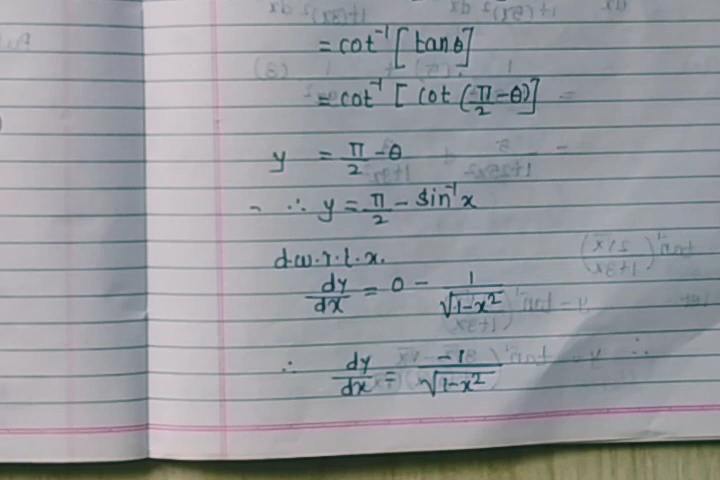 = cot⁻¹ [ tanθ ]
= cot⁻¹ [ cot ( π/2 - θ ) ]
y = π/2 - θ
∴ y = π/2 - sin⁻¹x
d.w.r.t.x.
dy/dx = 0 - 1/√(1-x²)
∴ dy/dx = -1/√(1-x²)